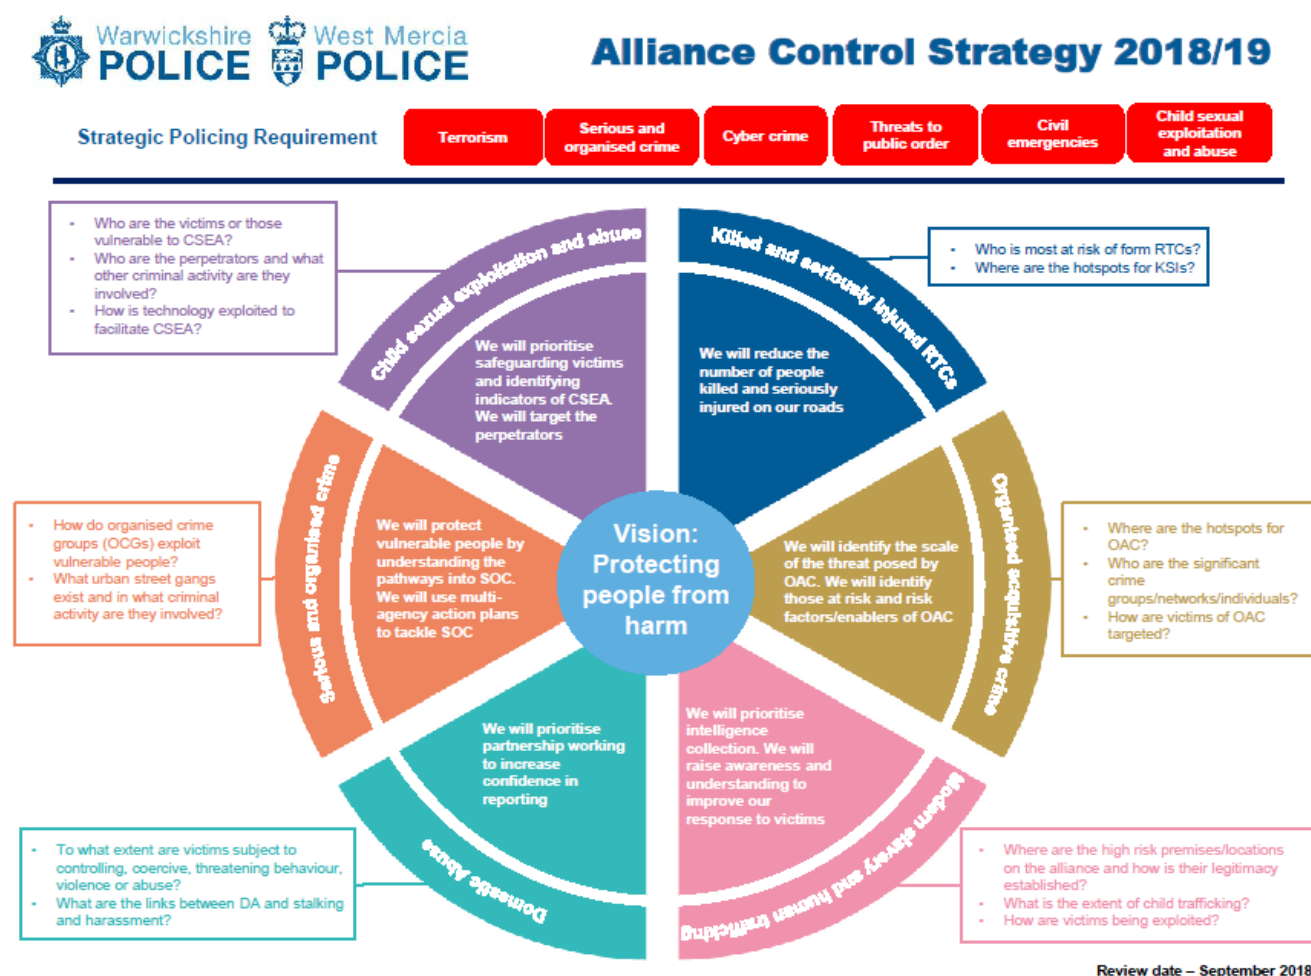 Warwickshire
POLICE
West Mercia
POLICE
Alliance Control Strategy 2018/19
Strategic Policing Requirement
Terrorism
Serious and
organised crime
Cyber crime
Threats to
public order
Civil
emergencies
Child sexual
exploitation
and abuse
• Who are the victims or those
vulnerable to CSEA?
• Who are the perpetrators and what
other criminal activity are they
involved?
• How is technology exploited to
facilitate CSEA?
Child sexual exploitation and abuse
We will prioritise
safeguarding victims
and identifying
indicators of CSEA.
We will target the
perpetrators
Killed and seriously injured RTCs
We will reduce the
number of people
killed and seriously
injured on our roads
• Who is most at risk of form RTCs?
• Where are the hotspots for KSIs?
• How do organised crime
groups (OCGs) exploit
vulnerable people?
• What urban street gangs
exist and in what criminal
activity are they involved?
Serious and organised crime
We will protect
vulnerable people by
understanding the
pathways into SOC.
We will use multi-
agency action plans
to tackle SOC
Vision:
Protecting
people from
harm
We will identify the scale
of the threat posed by
OAC. We will identify
those at risk and risk
factors/enablers of OAC
Organised acquisitive crime
• Where are the hotspots for
OAC?
• Who are the significant
crime
groups/networks/individuals?
• How are victims of OAC
targeted?
• To what extent are victims subject to
controlling, coercive, threatening behaviour,
violence or abuse?
• What are the links between DA and stalking
and harassment?
Domestic Abuse
We will prioritise
partnership working
to increase
confidence in
reporting
We will prioritise
intelligence
collection. We will
raise awareness and
understanding to
improve our
response to victims
Modern slavery and human trafficking
• Where are the high risk premises/locations
on the alliance and how is their legitimacy
established?
• What is the extent of child trafficking?
• How are victims being exploited?
Review date – September 2018